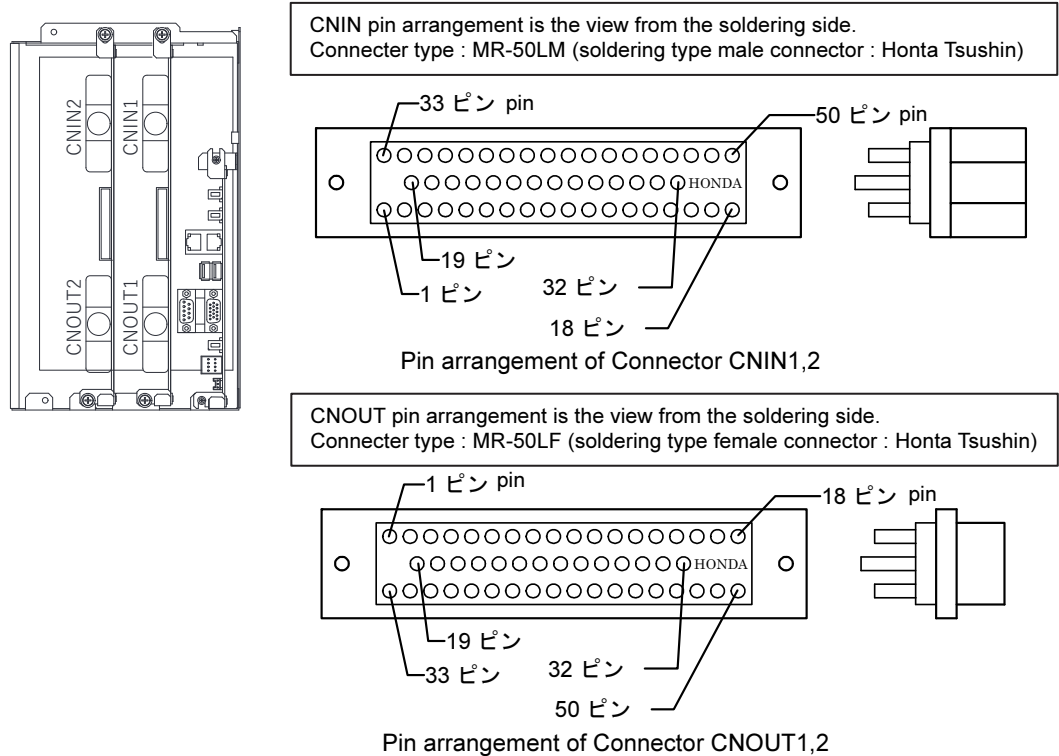 CNIN pin arrangement is the view from the soldering side.
Connecter type : MR-50LM (soldering type male connector : Honta Tsushin)
CNIN2
CNIN1
CNOUT2
CNOUT1
33 ピン pin
50 ピン pin
HONDA
19 ピン
1 ピン
32 ピン
18 ピン
Pin arrangement of Connector CNIN1,2
CNOUT pin arrangement is the view from the soldering side.
Connecter type : MR-50LF (soldering type female connector : Honta Tsushin)
1 ピン pin
18 ピン pin
HONDA
19 ピン
33 ピン
32 ピン
50 ピン
Pin arrangement of Connector CNOUT1,2